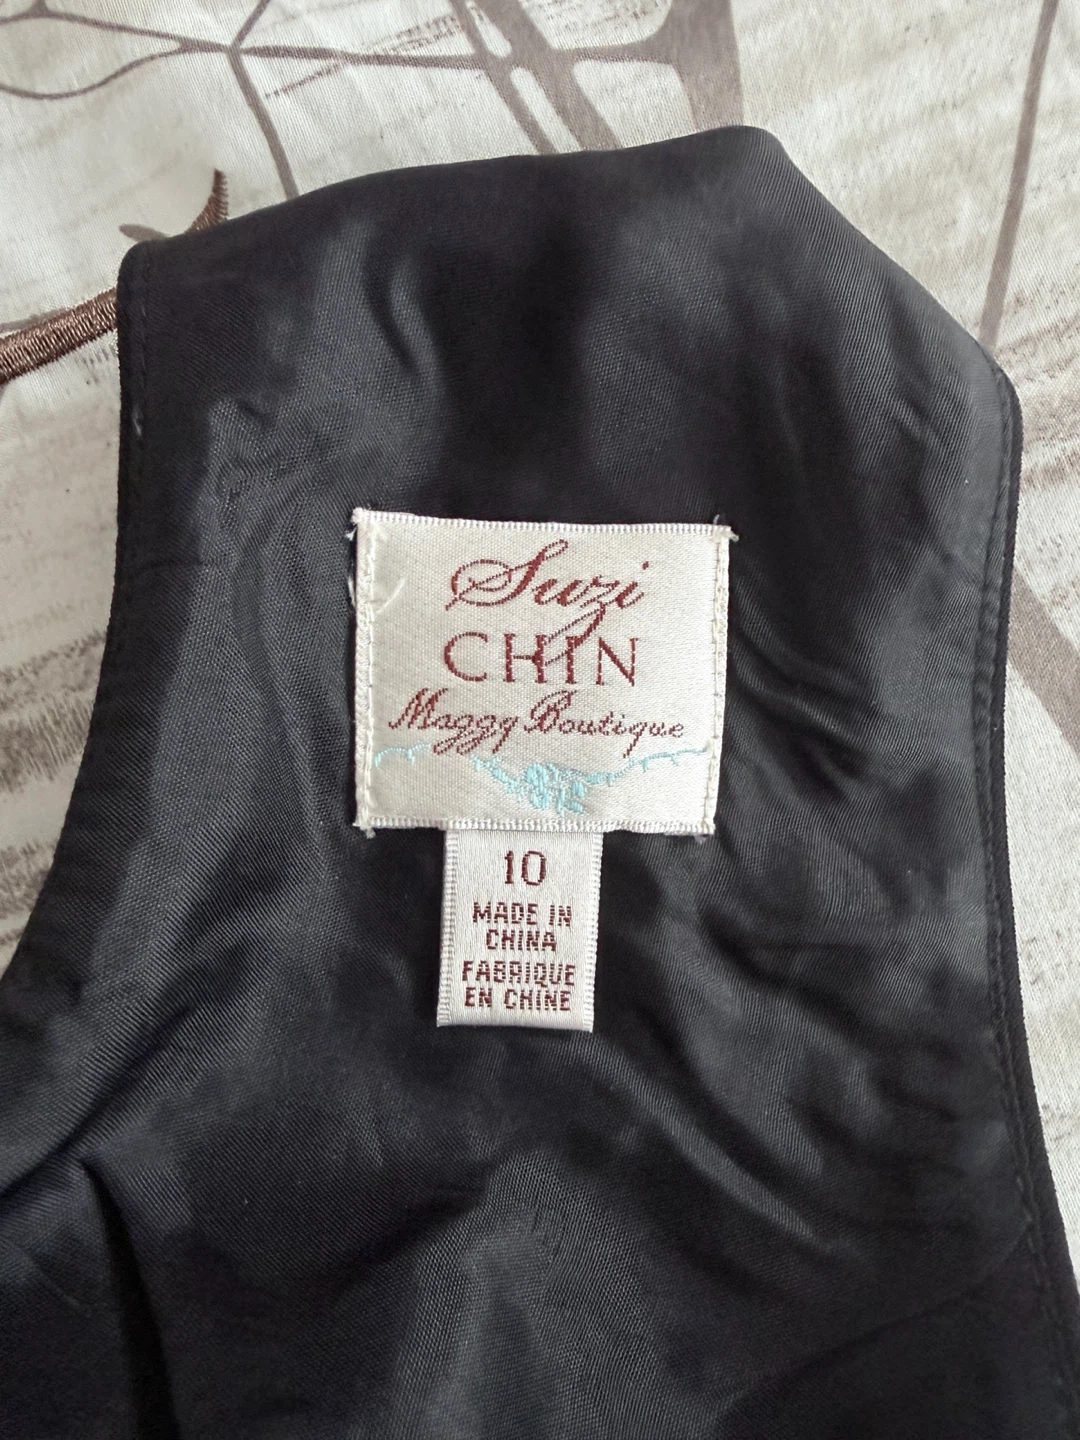 Suzi
CHIN
Maggy Boutique
10
MADE IN
CHINA
FABRIQUE
EN CHINE